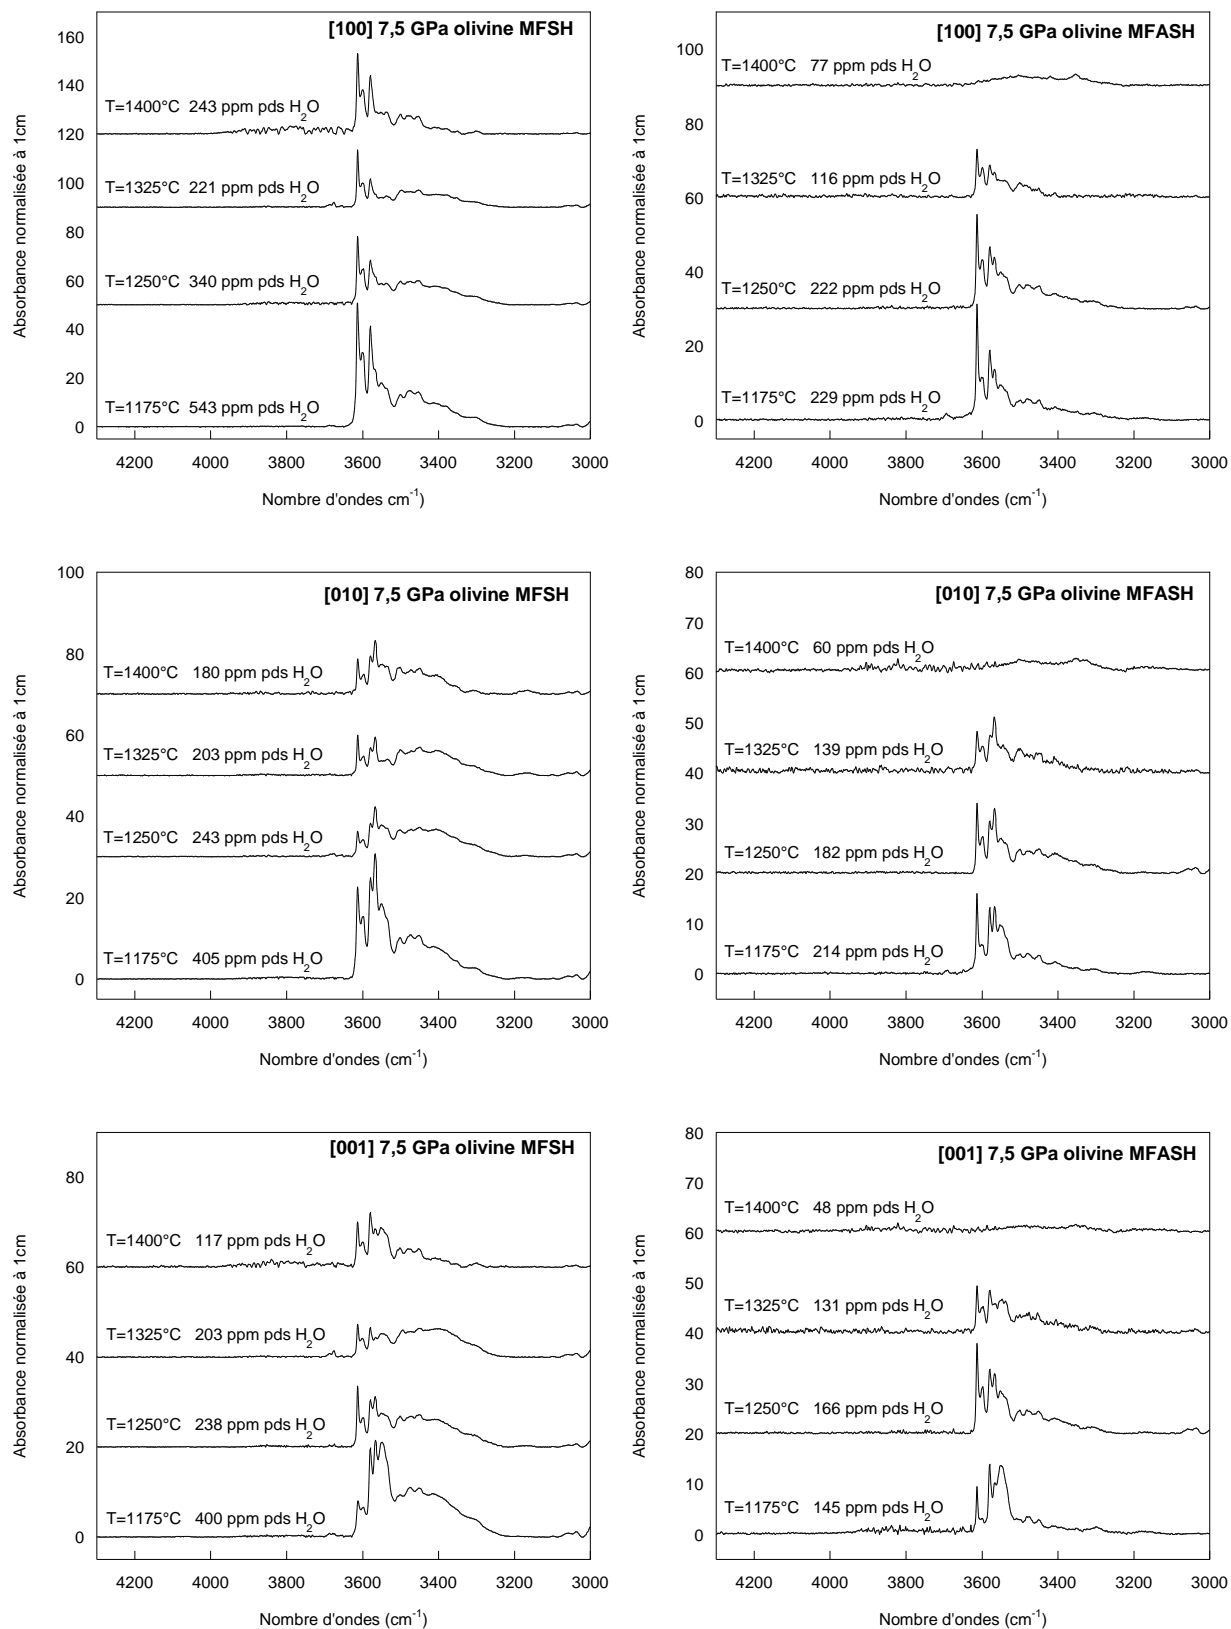 [100] 7,5 GPa olivine MFSH
Absorbance normalisée à 1cm
160
140
120
100
80
60
40
20
0
T=1400°C 243 ppm pds H2O
T=1325°C 221 ppm pds H2O
T=1250°C 340 ppm pds H2O
T=1175°C 543 ppm pds H2O
4200 4000 3800 3600 3400 3200 3000
Nombre d'ondes cm-1)
[100] 7,5 GPa olivine MFASH
Absorbance normalisée à 1cm
100
80
60
40
20
0
T=1400°C 77 ppm pds H2O
T=1325°C 116 ppm pds H2O
T=1250°C 222 ppm pds H2O
T=1175°C 229 ppm pds H2O
4200 4000 3800 3600 3400 3200 3000
Nombre d'ondes (cm-1)
[010] 7,5 GPa olivine MFSH
Absorbance normalisée à 1cm
100
80
60
40
20
0
T=1400°C 180 ppm pds H2O
T=1325°C 203 ppm pds H2O
T=1250°C 243 ppm pds H2O
T=1175°C 405 ppm pds H2O
4200 4000 3800 3600 3400 3200 3000
Nombre d'ondes (cm-1)
[010] 7,5 GPa olivine MFASH
Absorbance normalisée à 1cm
80
70
60
50
40
30
20
10
0
T=1400°C 60 ppm pds H2O
T=1325°C 139 ppm pds H2O
T=1250°C 182 ppm pds H2O
T=1175°C 214 ppm pds H2O
4200 4000 3800 3600 3400 3200 3000
Nombre d'ondes (cm-1)
[001] 7,5 GPa olivine MFSH
Absorbance normalisée à 1cm
80
60
40
20
0
T=1400°C 117 ppm pds H2O
T=1325°C 203 ppm pds H2O
T=1250°C 238 ppm pds H2O
T=1175°C 400 ppm pds H2O
4200 4000 3800 3600 3400 3200 3000
Nombre d'ondes (cm-1)
[001] 7,5 GPa olivine MFASH
Absorbance normalisée à 1cm
80
70
60
50
40
30
20
10
0
T=1400°C 48 ppm pds H2O
T=1325°C 131 ppm pds H2O
T=1250°C 166 ppm pds H2O
T=1175°C 145 ppm pds H2O
4200 4000 3800 3600 3400 3200 3000
Nombre d'ondes (cm-1)